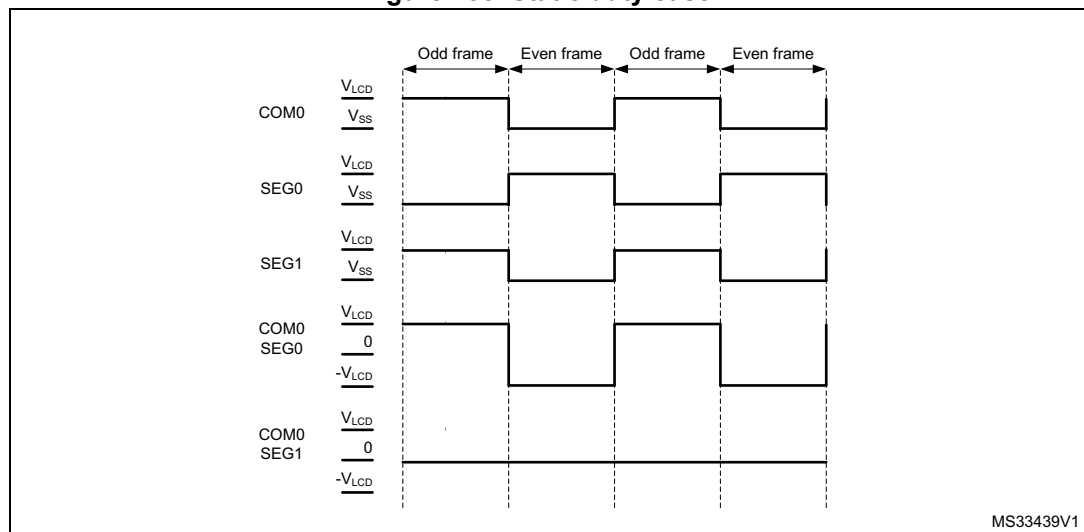 Odd frame Even frame Odd frame Even frame
VLCD
COM0
VSS
VLCD
SEG0
VSS
VLCD
SEG1
VSS
VLCD
COM0
SEG0
0
-VLCD
VLCD
COM0
SEG1
0
-VLCD
MS33439V1